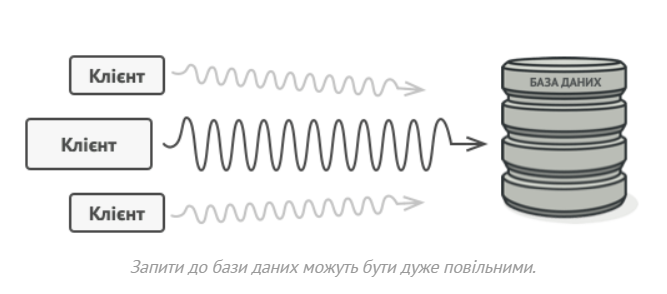 Клієнт
БАЗА ДАНИХ
Клієнт
Клієнт
Запити до бази даних можуть бути дуже повільними.